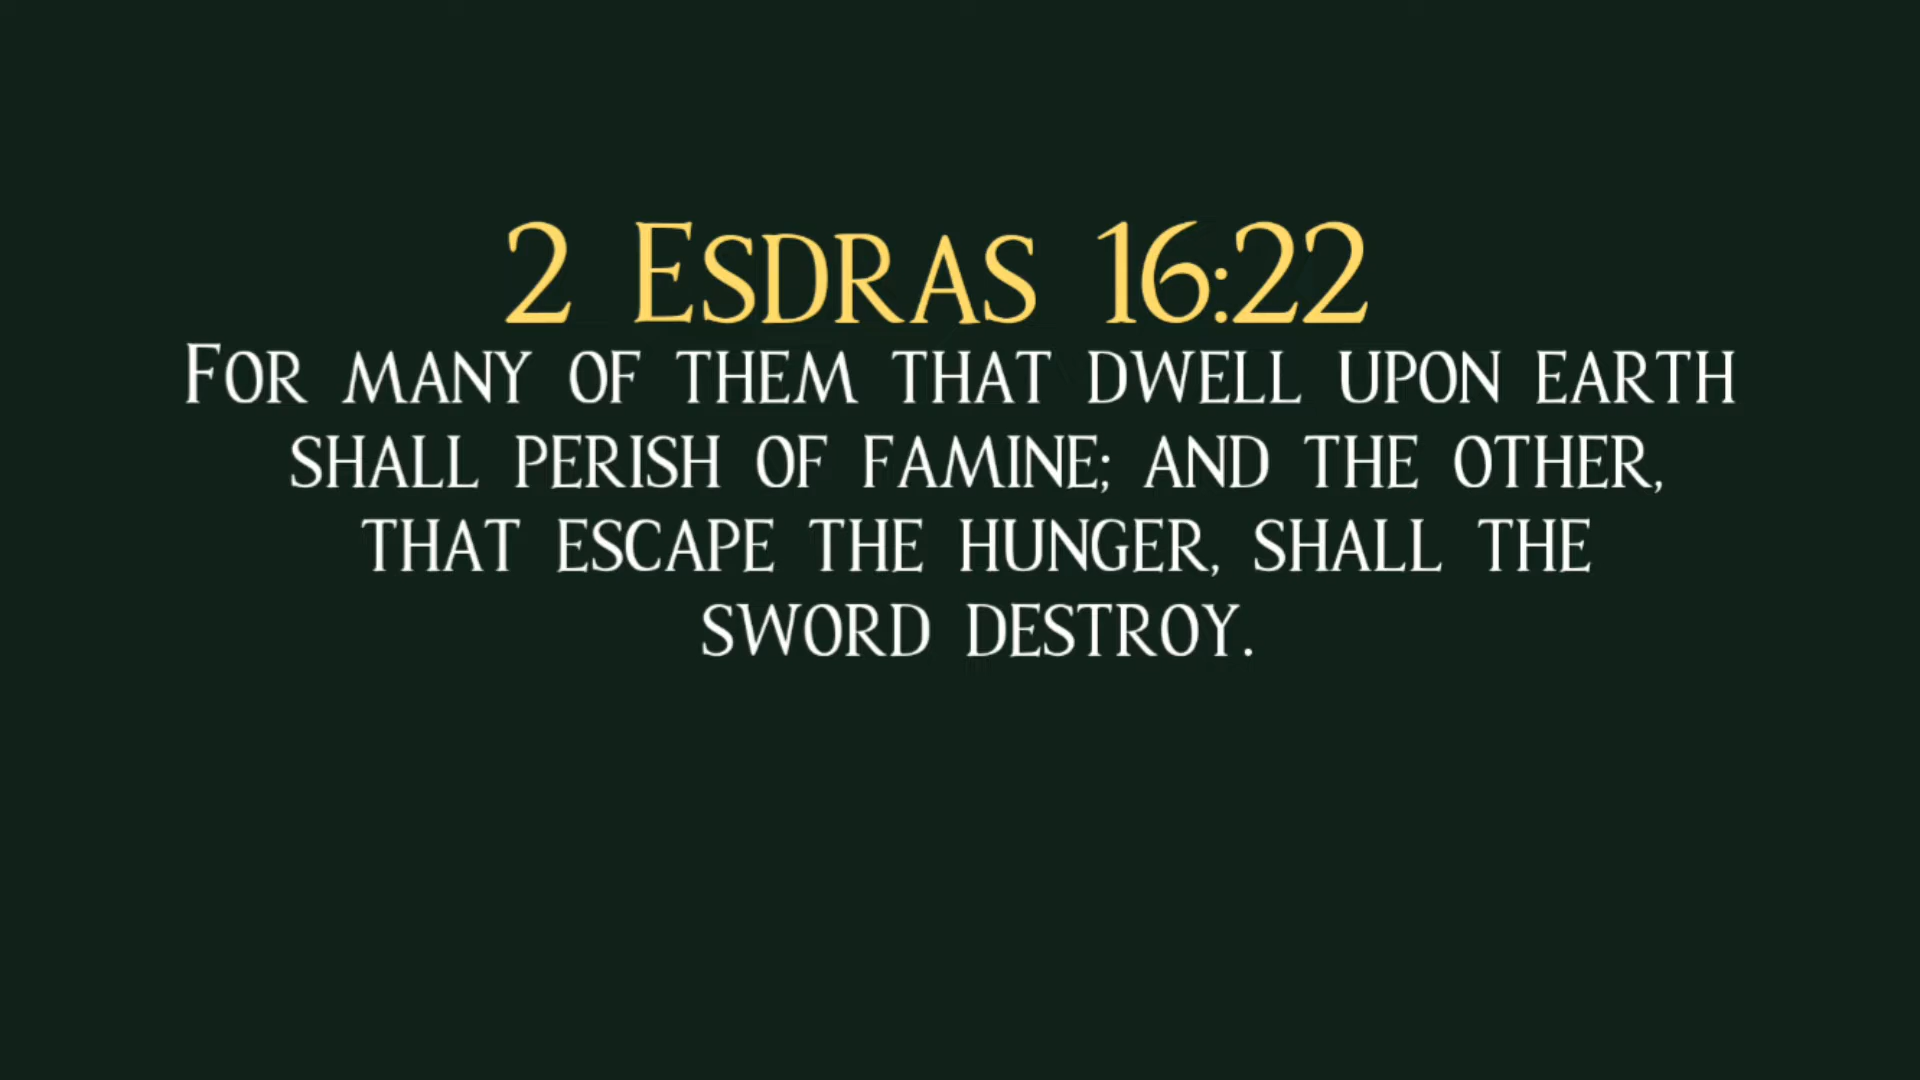 2 Esdras 16:22
For many of them that dwell upon earth
shall perish of famine; and the other,
that escape the hunger, shall the
sword destroy.